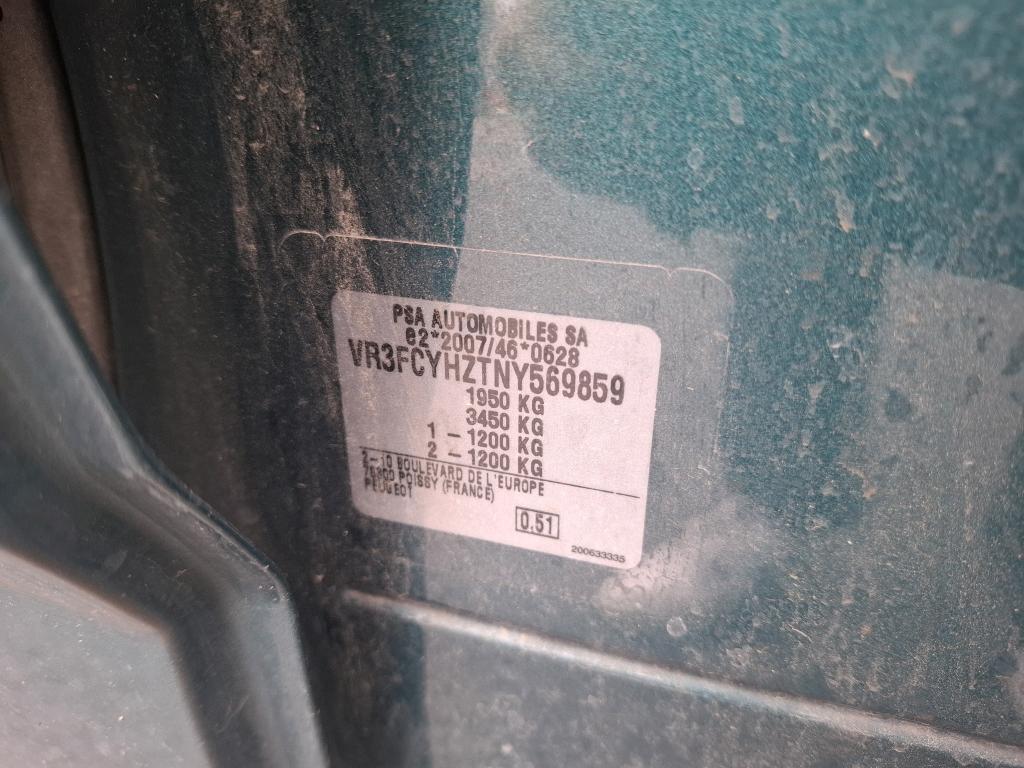 PSA AUTOMOBILES SA
e2*2007/46*0628
VR3FCYHZTNY569859
1950 KG
3450 KG
1 - 1200 KG
2 - 1200 KG
2-10 BOULEVARD DE L'EUROPE
78300 POISSY (FRANCE)
PEUGEOT
0.51
200633335